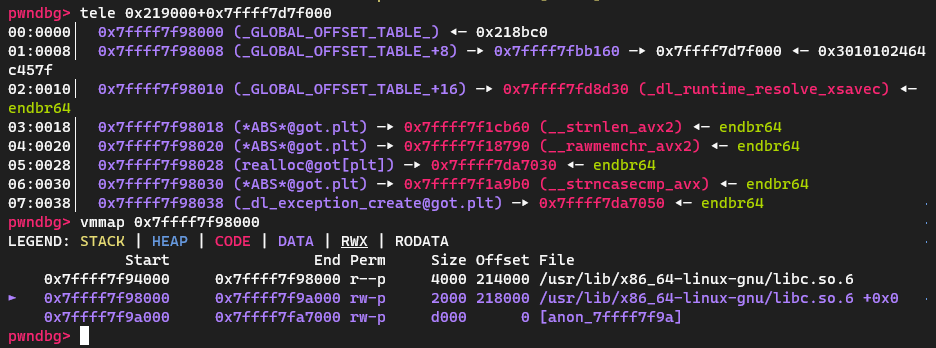 pwndbg> tele 0x219000+0x7ffff7d7f000
00:0000│  0x7ffff7f98000 (_GLOBAL_OFFSET_TABLE_) ◂— 0x218bc0
01:0008│  0x7ffff7f98008 (_GLOBAL_OFFSET_TABLE_+8) —▸ 0x7ffff7fbb160 —▸ 0x7ffff7d7f000 ◂— 0x3010102464
c457f
02:0010│  0x7ffff7f98010 (_GLOBAL_OFFSET_TABLE_+16) —▸ 0x7ffff7fd8d30 (_dl_runtime_resolve_xsavec) ◂—
endbr64
03:0018│  0x7ffff7f98018 (*ABS*@got.plt) —▸ 0x7ffff7f1cb60 (__strnlen_avx2) ◂— endbr64
04:0020│  0x7ffff7f98020 (*ABS*@got.plt) —▸ 0x7ffff7f18790 (__rawmemchr_avx2) ◂— endbr64
05:0028│  0x7ffff7f98028 (realloc@got[plt]) —▸ 0x7ffff7da7030 ◂— endbr64
06:0030│  0x7ffff7f98030 (*ABS*@got.plt) —▸ 0x7ffff7f1a9b0 (__strncasecmp_avx) ◂— endbr64
07:0038│  0x7ffff7f98038 (_dl_exception_create@got.plt) —▸ 0x7ffff7da7050 ◂— endbr64
pwndbg> vmmap 0x7ffff7f98000
LEGEND: STACK | HEAP | CODE | DATA | RWX | RODATA
Start End Perm Size Offset File
0x7ffff7f94000 0x7ffff7f98000 r--p 4000 214000 /usr/lib/x86_64-linux-gnu/libc.so.6
► 0x7ffff7f98000 0x7ffff7f9a000 rw-p 2000 218000 /usr/lib/x86_64-linux-gnu/libc.so.6 +0x0
0x7ffff7f9a000 0x7ffff7fa7000 rw-p d000 0 [anon_7ffff7f9a]
pwndbg>